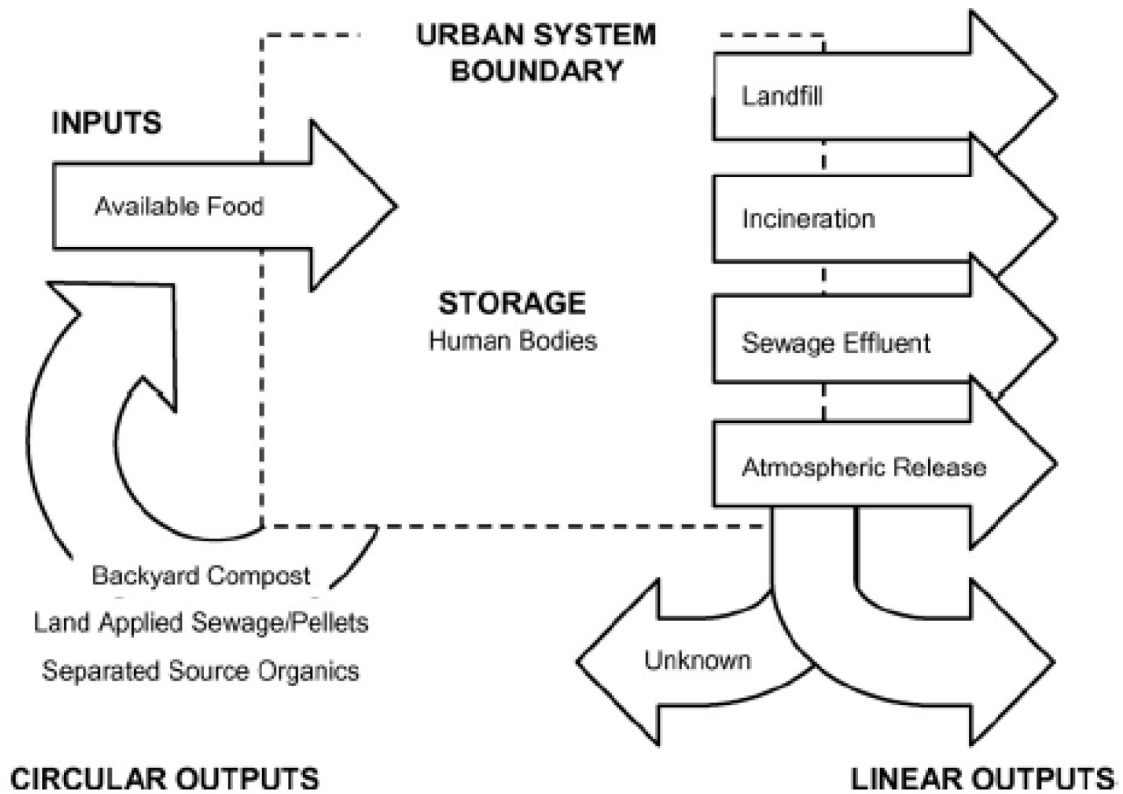 URBAN SYSTEM
BOUNDARY
INPUTS
Available Food
STORAGE
Human Bodies
Landfill
Incineration
Sewage Effluent
Atmospheric Release
Backyard Compost
Land Applied Sewage/Pellets
Separated Source Organics
Unknown
CIRCULAR OUTPUTS
LINEAR OUTPUTS